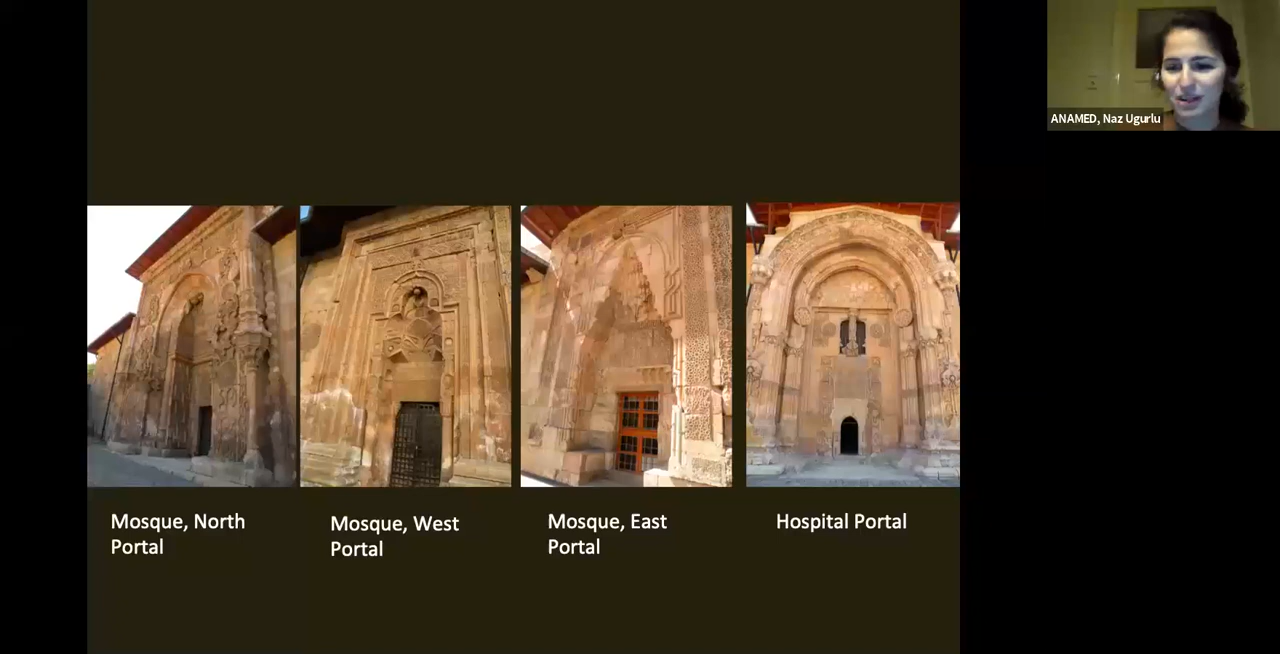 ANAMED, Naz Ugurlu
Mosque, North
Portal
Mosque, West
Portal
Mosque, East
Portal
Hospital Portal